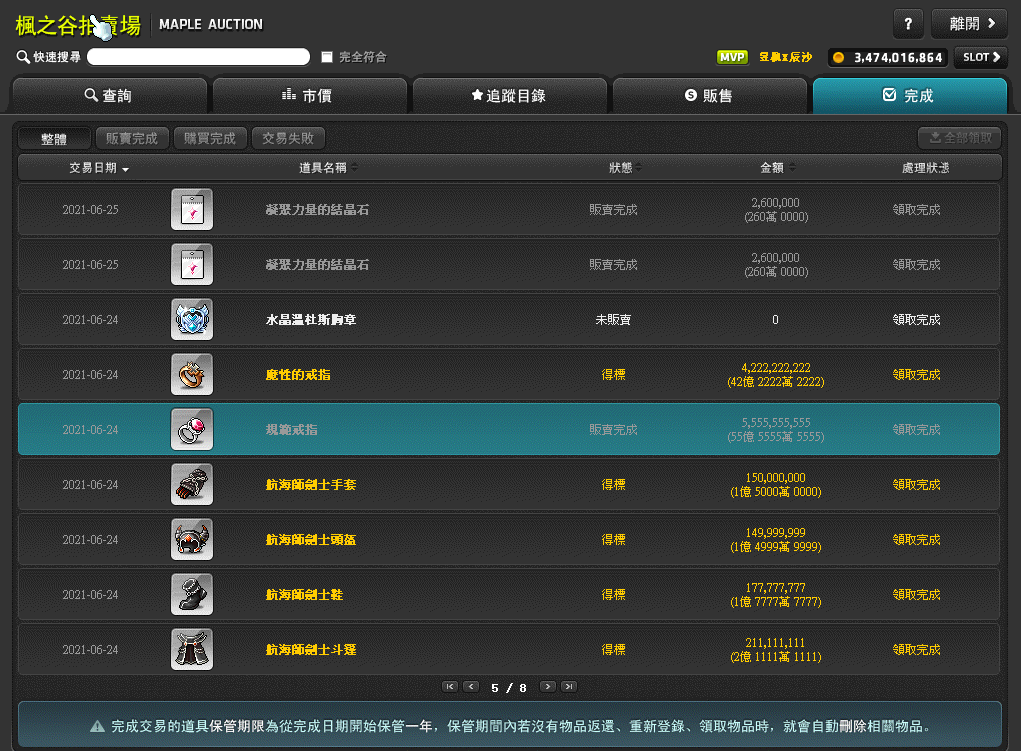 楓之谷拍賣場 MAPLE AUCTION ? 離開
快速搜尋 完全符合 MVP 3,474,016,864 SLOT
查詢 市價 追蹤目錄 販售 完成
整體 販賣完成 購買完成 交易失敗 全部領取
交易日期 道具名稱 狀態 金額 處理狀態
2021-06-25 凝聚力量的結晶石 販賣完成 2,600,000 領取完成
(260萬 0000)
2021-06-25 凝聚力量的結晶石 販賣完成 2,600,000 領取完成
(260萬 0000)
2021-06-24 水晶溫杜斯胸章 未販賣 0 領取完成
2021-06-24 魔性的戒指 得標 4,222,222,222 領取完成
(42億 2222萬 2222)
2021-06-24 規範戒指 販賣完成 5,555,555,555 領取完成
(55億 5555萬 5555)
2021-06-24 航海師劍士手套 得標 150,000,000 領取完成
(1億 5000萬 0000)
2021-06-24 航海師劍士頭盔 得標 149,999,999 領取完成
(1億 4999萬 9999)
2021-06-24 航海師劍士鞋 得標 177,777,777 領取完成
(1億 7777萬 7777)
2021-06-24 航海師劍士斗篷 得標 211,111,111 領取完成
(2億 1111萬 1111)
5 / 8
完成交易的道具保管期限為從完成日期開始保管一年，保管期間內若沒有物品返還、重新登錄、領取物品時，就會自動刪除相關物品。